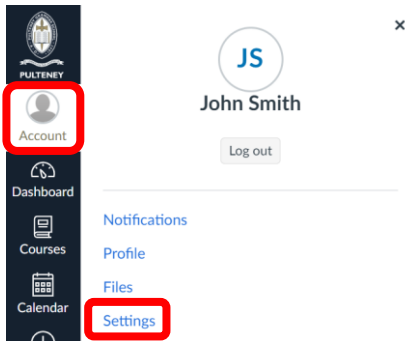 PULTENEY
Account
Dashboard
Courses
Calendar
×
JS
John Smith
Log out
Notifications
Profile
Files
Settings